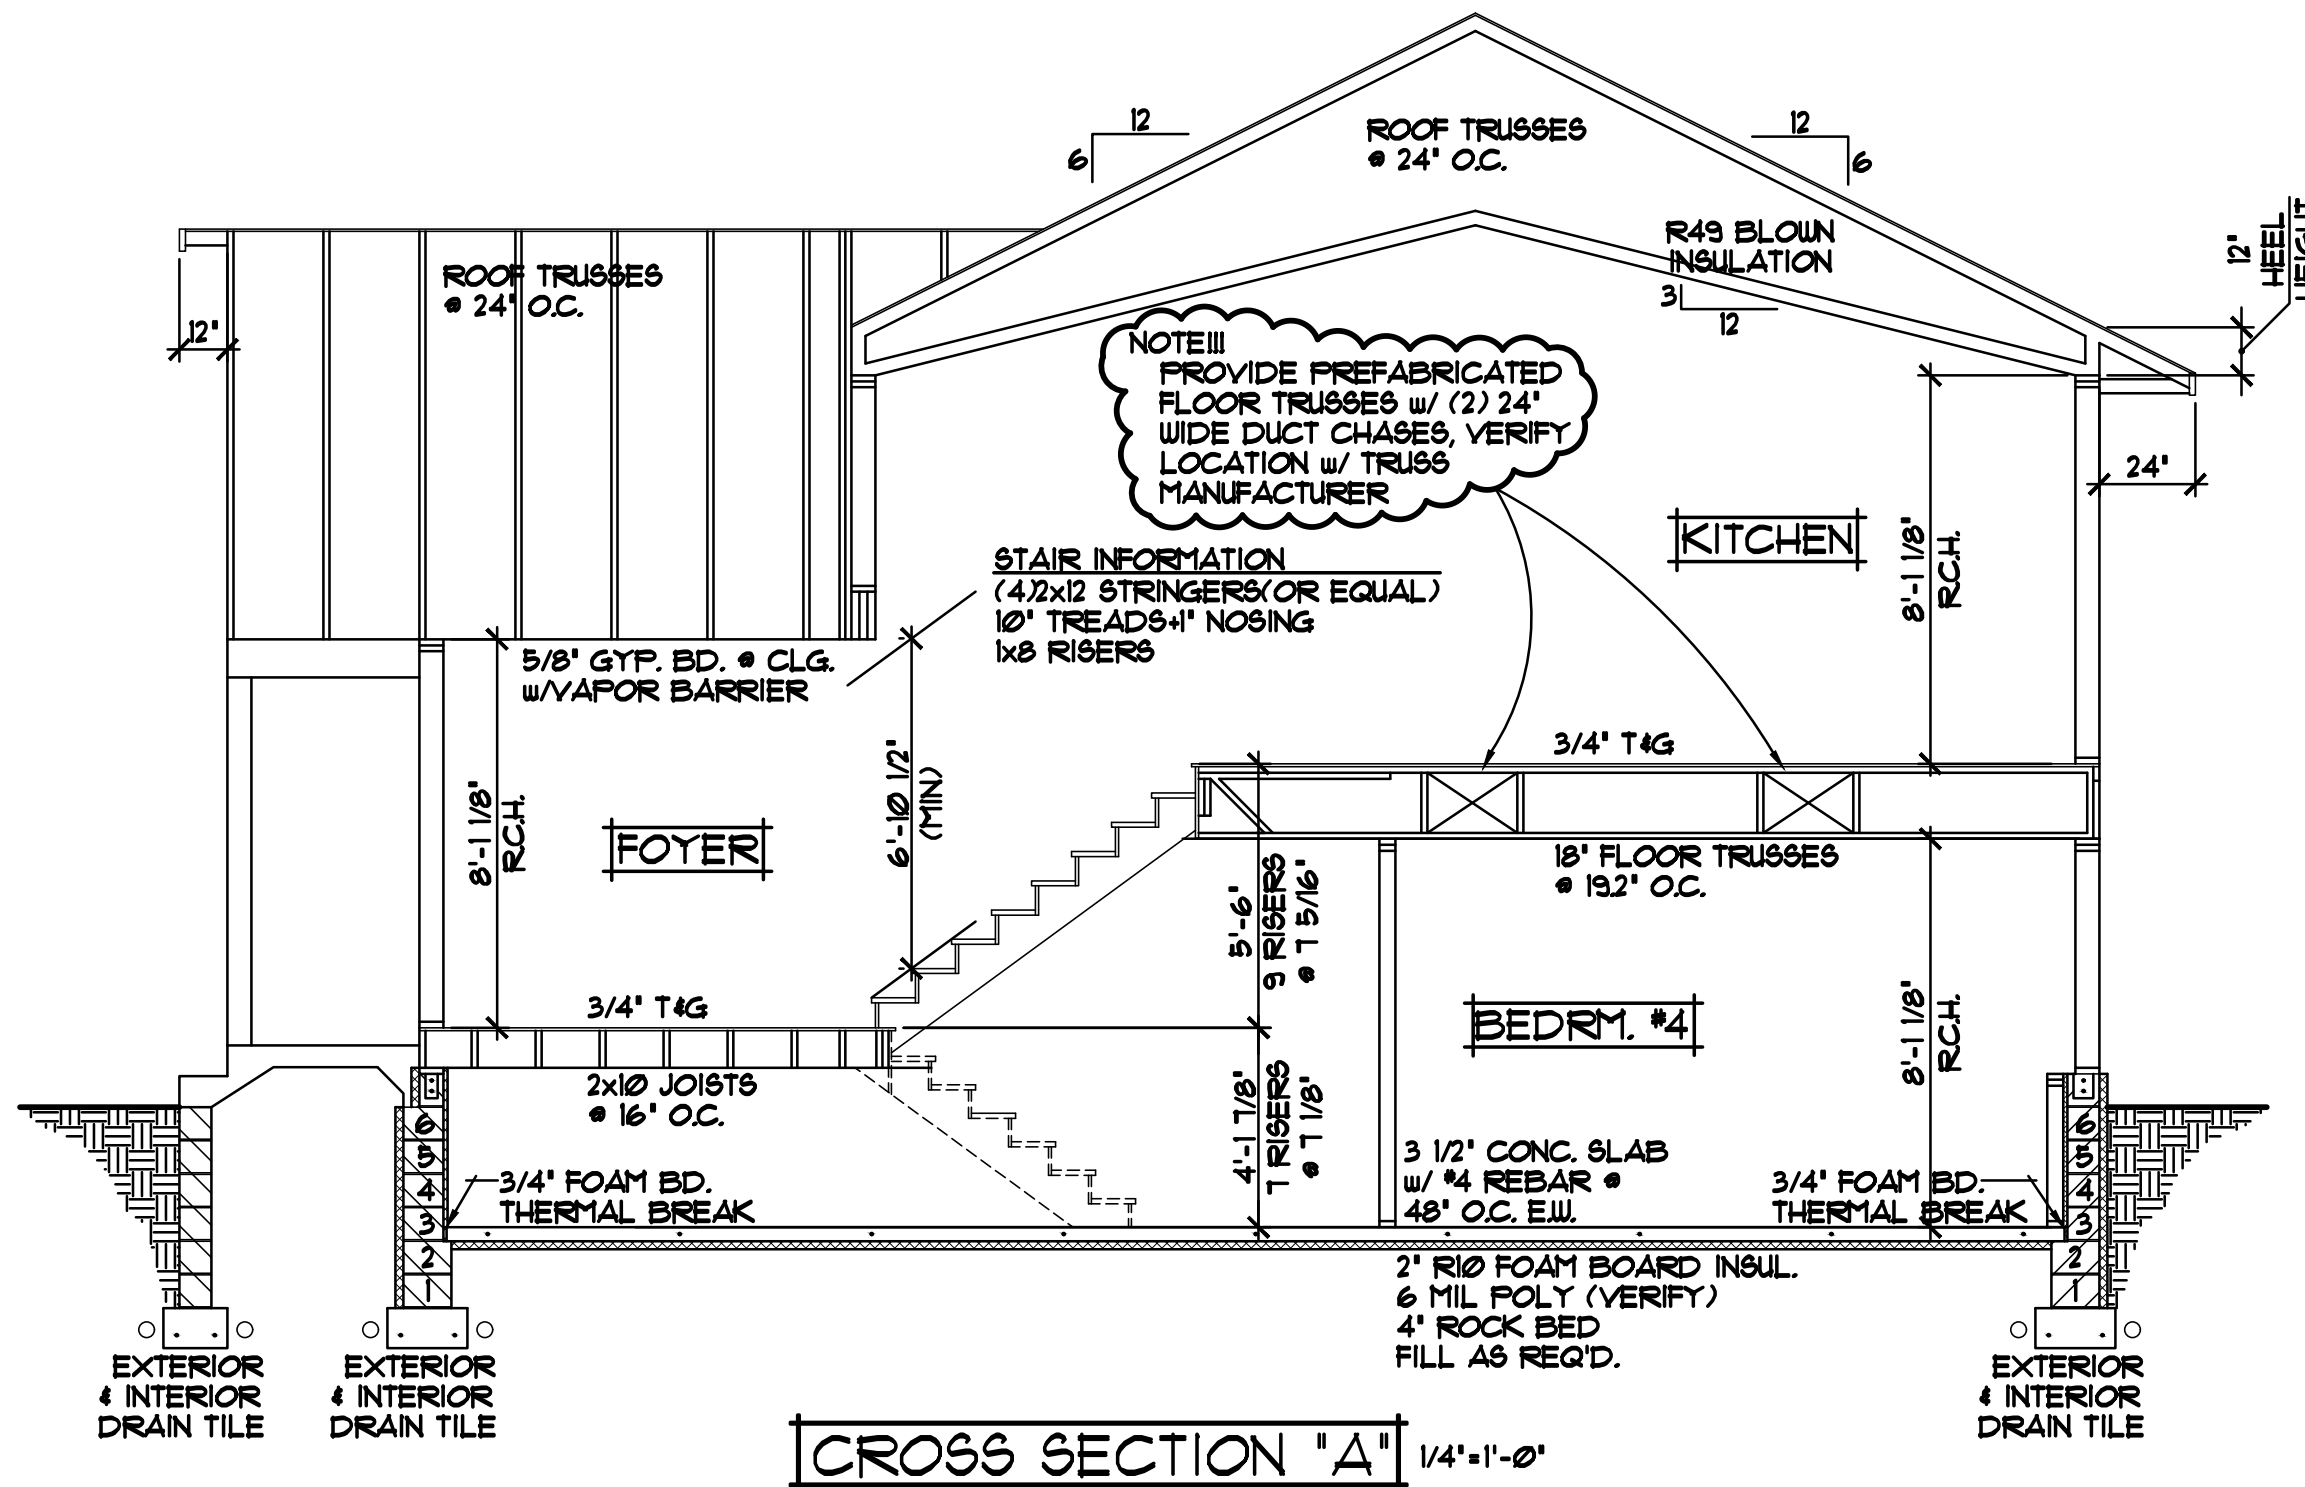 12
6
ROOF TRUSSES
@ 24" O.C.
12
6
R49 BLOWN
INSULATION
3
12
12"
HEEL
HEIGHT
ROOF TRUSSES
@ 24" O.C.
12"
NOTE!!!
PROVIDE PREFABRICATED
FLOOR TRUSSES w/ (2) 24"
WIDE DUCT CHASES, VERIFY
LOCATION w/ TRUSS
MANUFACTURER
24"
KITCHEN
8'-1 1/8"
R.C.H.
STAIR INFORMATION
(4)2x12 STRINGERS(OR EQUAL)
10" TREADS+1" NOSING
1x8 RISERS
5/8" GYP. BD. @ CLG.
w/VAPOR BARRIER
8'-1 1/8"
R.C.H.
FOYER
6'-10 1/2"
(MIN)
3/4" T&G
18" FLOOR TRUSSES
@ 19.2" O.C.
5'-6"
9 RISERS
@ 7 5/16"
3/4" T&G
2x10 JOISTS
@ 16" O.C.
BEDRM. #4
8'-1 1/8"
R.C.H.
4'-1 7/8"
7 RISERS
@ 7 1/8"
6
5
4
3
2
1
3/4" FOAM BD.
THERMAL BREAK
3 1/2" CONC. SLAB
w/ #4 REBAR @
48" O.C. E.W.
3/4" FOAM BD.
THERMAL BREAK
6
5
4
3
2
1
2" R10 FOAM BOARD INSUL.
6 MIL POLY (VERIFY)
4" ROCK BED
FILL AS REQ'D.
EXTERIOR
& INTERIOR
DRAIN TILE
EXTERIOR
& INTERIOR
DRAIN TILE
EXTERIOR
& INTERIOR
DRAIN TILE
CROSS SECTION "A" 1/4"=1'-0"